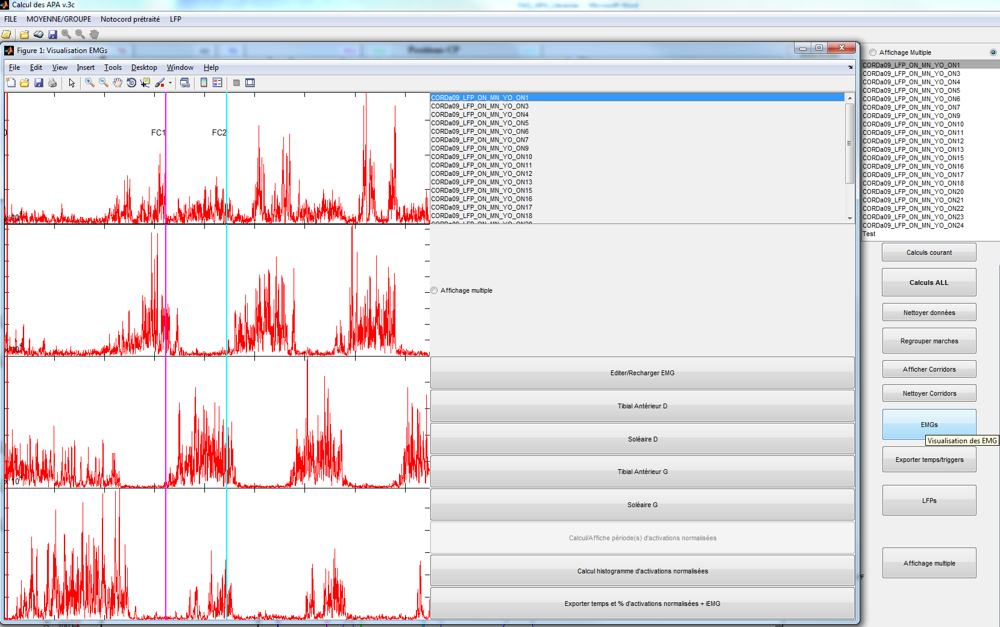 Calcul des APA v.3c
FILE MOYENNE/GROUPE Notocord prétraité LFP
Figure 1: Visualisation EMGs
File Edit View Insert Tools Desktop Window Help
FC1 FC2
CORDa09_LFP_ON_MN_YO_ON1
CORDa09_LFP_ON_MN_YO_ON3
CORDa09_LFP_ON_MN_YO_ON4
CORDa09_LFP_ON_MN_YO_ON5
CORDa09_LFP_ON_MN_YO_ON6
CORDa09_LFP_ON_MN_YO_ON7
CORDa09_LFP_ON_MN_YO_ON9
CORDa09_LFP_ON_MN_YO_ON10
CORDa09_LFP_ON_MN_YO_ON11
CORDa09_LFP_ON_MN_YO_ON12
CORDa09_LFP_ON_MN_YO_ON13
CORDa09_LFP_ON_MN_YO_ON15
CORDa09_LFP_ON_MN_YO_ON16
CORDa09_LFP_ON_MN_YO_ON17
CORDa09_LFP_ON_MN_YO_ON18
Affichage multiple
Editer/Recharger EMG
Tibial Antérieur D
Soléaire D
Tibial Antérieur G
Soléaire G
Calcul/Affiche période(s) d'activations normalisées
Calcul histogramme d'activations normalisées
Exporter temps et % d'activations normalisées + iEMG
Affichage Multiple
CORDa09_LFP_ON_MN_YO_ON1
CORDa09_LFP_ON_MN_YO_ON3
CORDa09_LFP_ON_MN_YO_ON4
CORDa09_LFP_ON_MN_YO_ON5
CORDa09_LFP_ON_MN_YO_ON6
CORDa09_LFP_ON_MN_YO_ON7
CORDa09_LFP_ON_MN_YO_ON9
CORDa09_LFP_ON_MN_YO_ON10
CORDa09_LFP_ON_MN_YO_ON11
CORDa09_LFP_ON_MN_YO_ON12
CORDa09_LFP_ON_MN_YO_ON13
CORDa09_LFP_ON_MN_YO_ON15
CORDa09_LFP_ON_MN_YO_ON16
CORDa09_LFP_ON_MN_YO_ON17
CORDa09_LFP_ON_MN_YO_ON18
CORDa09_LFP_ON_MN_YO_ON20
CORDa09_LFP_ON_MN_YO_ON21
CORDa09_LFP_ON_MN_YO_ON22
CORDa09_LFP_ON_MN_YO_ON23
CORDa09_LFP_ON_MN_YO_ON24
Test
Calculs courant
Calculs ALL
Nettoyer données
Regrouper marches
Afficher Corridors
Nettoyer Corridors
EMGs
Visualisation des EMG
Exporter temps/triggers
LFPs
Affichage multiple